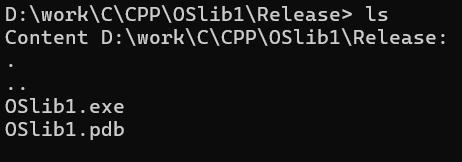 D:\work\C\CPP\OSlib1\Release> ls
Content D:\work\C\CPP\OSlib1\Release:
.
..
OSlib1.exe
OSlib1.pdb